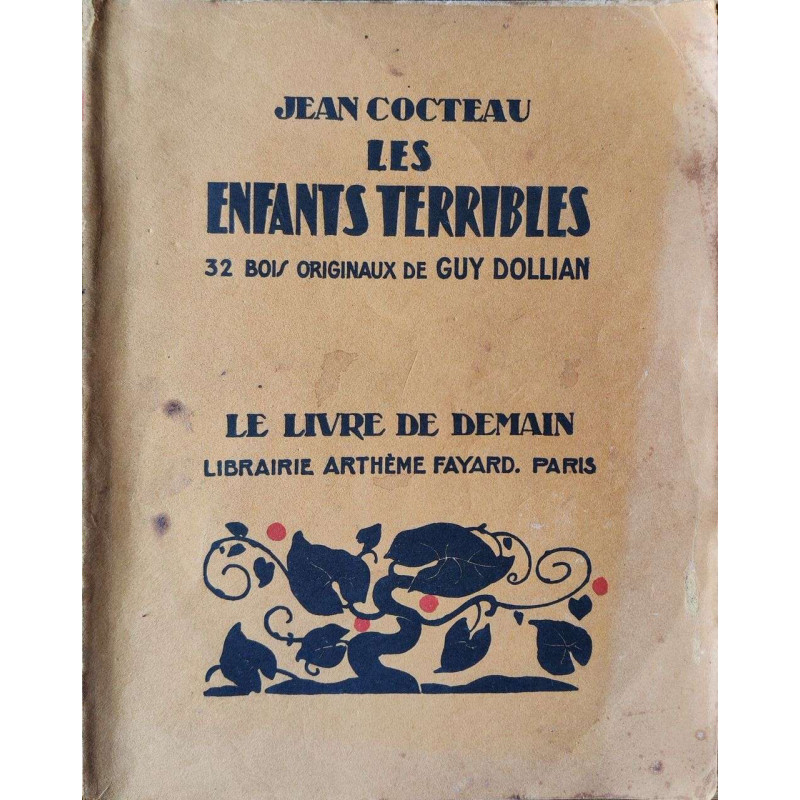 JEAN COCTEAU
LES
ENFANTS TERRIBLES
32 BOIS ORIGINAUX DE GUY DOLLIAN
LE LIVRE DE DEMAIN
LIBRAIRIE ARTHÈME FAYARD. PARIS